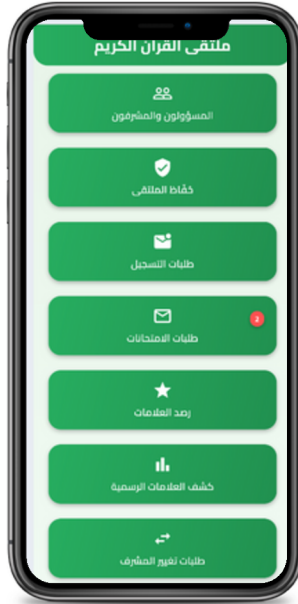 ملتقى القرآن الكريم
المسؤولون والمشرفون
حُفّاظ الملتقى
طلبات التسجيل
2
طلبات الامتحانات
رصد العلامات
كشف العلامات الرسمية
طلبات تغيير المشرف